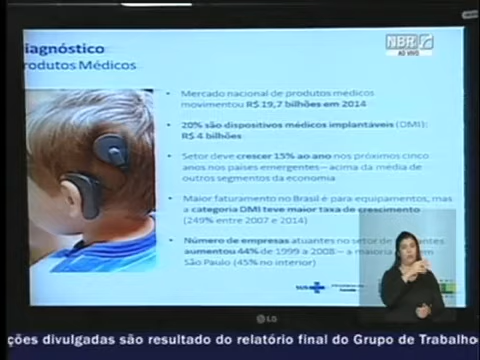 iagnóstico
rodutos Médicos
NBR
AO VIVO
• Mercado nacional de produtos medicos
movimentou R$ 19,7 bilhões em 2014
• 20% são dispositivos médicos implantáveis (DMI):
R$ 4 bilhões
• Setor deve crescer 15% ao ano nos próximos cinco
anos nos países emergentes – acima da média de
outros segmentos da economia
• Maior faturamento no Brasil é para equipamentos, mas
a categoria DMI teve maior taxa de crescimento
(249% entre 2007 e 2014)
• Número de empresas atuantes no setor de
aumentou 44% de 1999 a 2008 – a maioria em
São Paulo (45% no interior)
SUS
LG
ções divulgadas são resultado do relatório final do Grupo de Trabalho